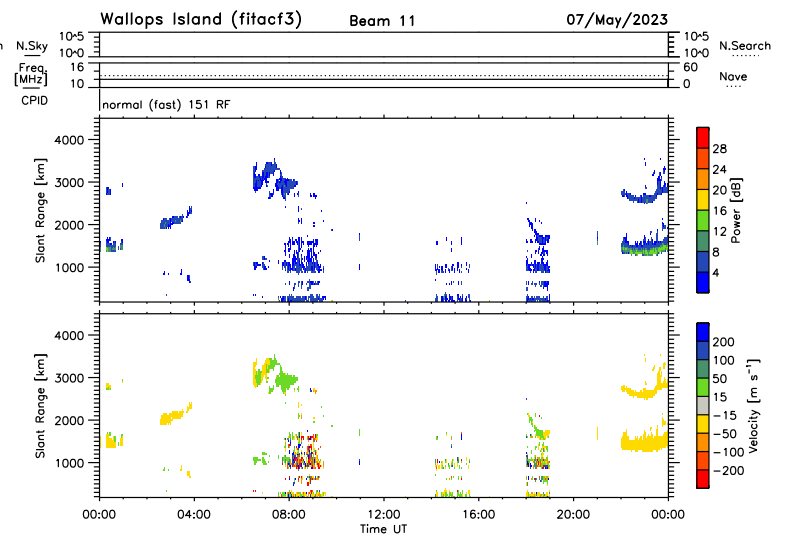 Wallops Island (fitacf3) Beam 11 07/May/2023
n N.Sky 10^5 10^5 N.Search
10^0 10^0
Freq. 16 60 Nave
[MHz] 10 0
CPID normal (fast) 151 RF
Slant Range [km]
4000
3000
2000
1000
28
24
20
16
12
8
4
Power [dB]
Slant Range [km]
4000
3000
2000
1000
200
100
50
15
-15
-50
-100
-200
Velocity [m s⁻¹]
00:00 04:00 08:00 12:00 16:00 20:00 00:00
Time UT